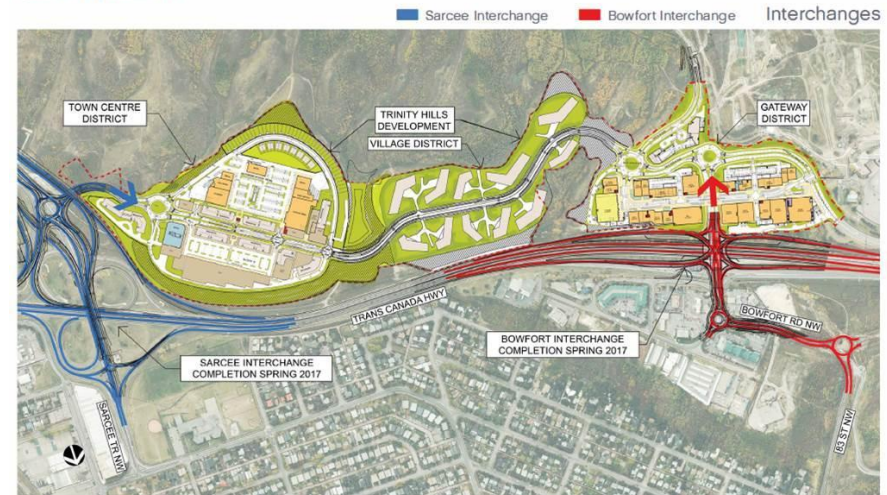 Sarcee Interchange
Bowfort Interchange
Interchanges
TOWN CENTRE
DISTRICT
TRINITY HILLS
DEVELOPMENT
VILLAGE DISTRICT
GATEWAY
DISTRICT
TRANS CANADA HWY
BOWFORT RD NW
BOWFORT INTERCHANGE
COMPLETION SPRING 2017
SARCEE INTERCHANGE
COMPLETION SPRING 2017
SARCEE TR NW
83 ST NW